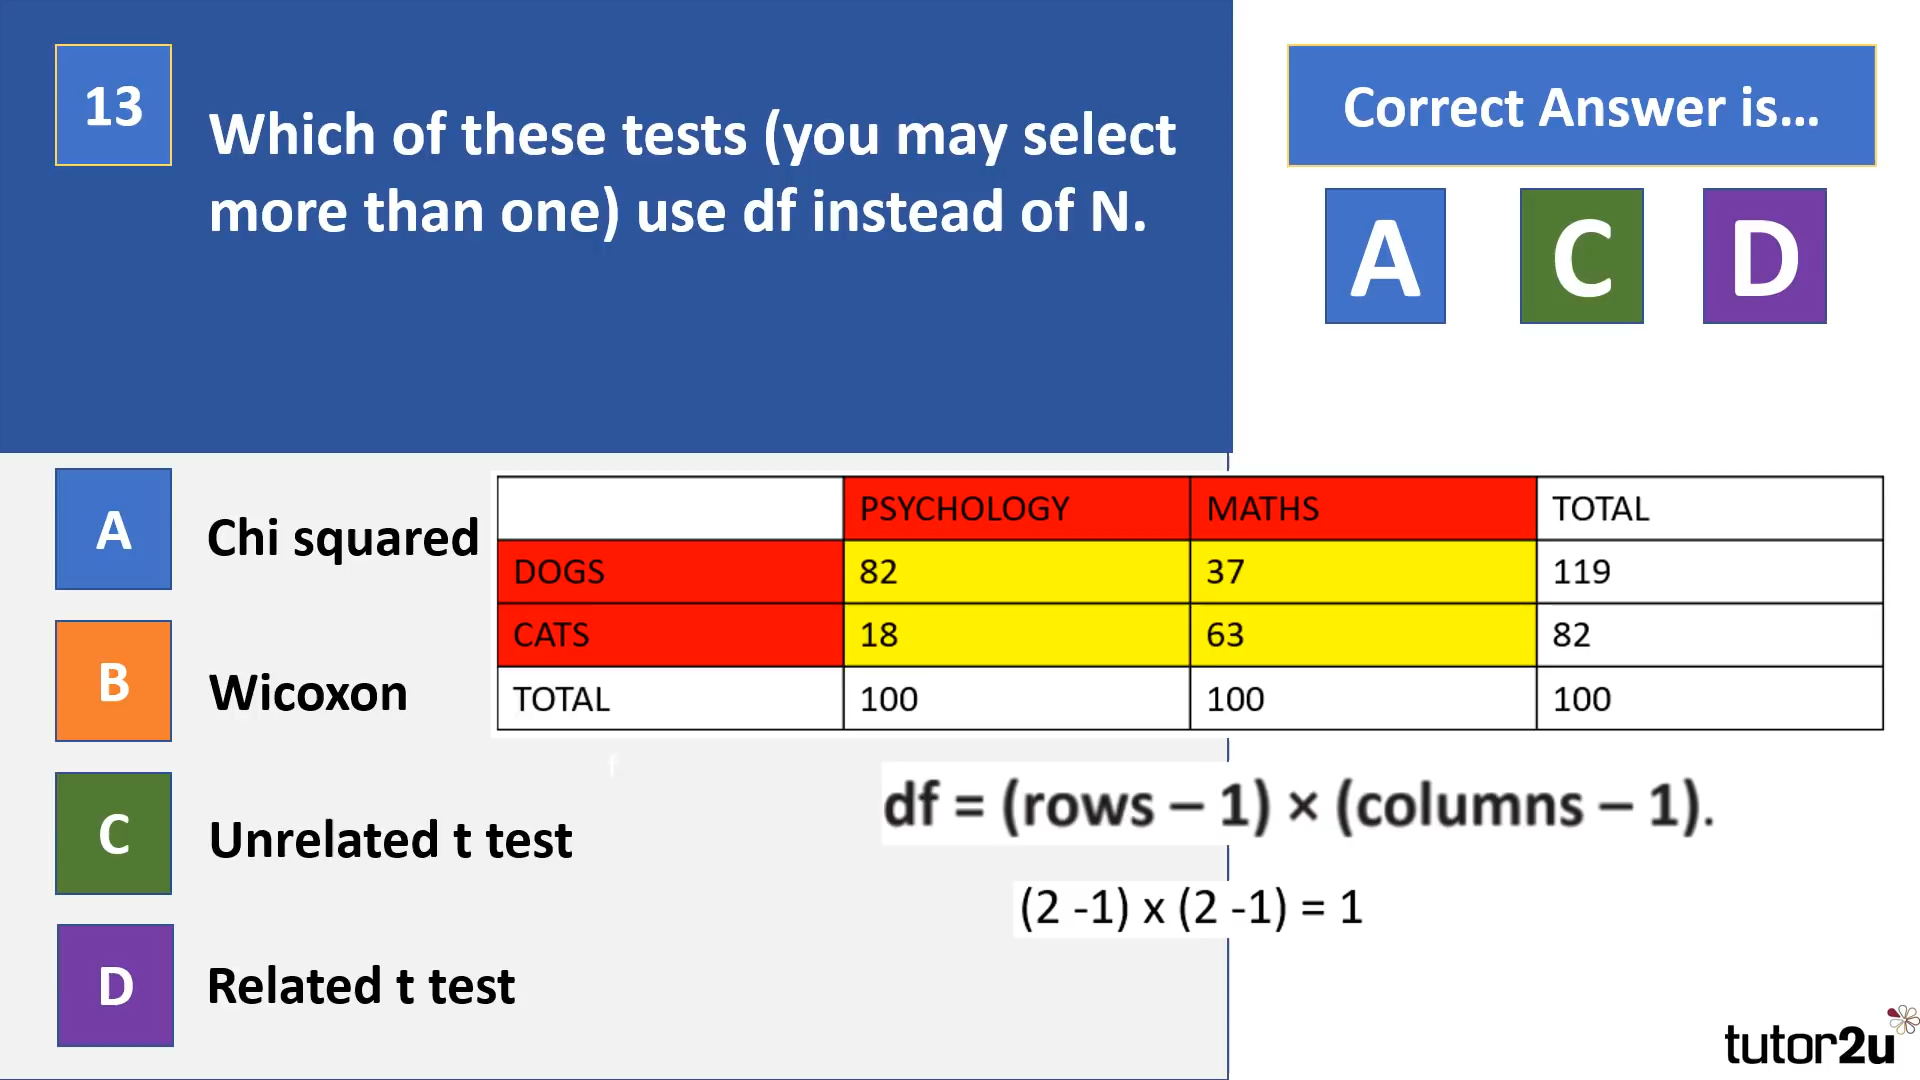 13
Which of these tests (you may select
more than one) use df instead of N.
Correct Answer is...
A C D
A Chi squared
B Wicoxon
C Unrelated t test
D Related t test
PSYCHOLOGY MATHS TOTAL
DOGS 82 37 119
CATS 18 63 82
TOTAL 100 100 100
f
df = (rows – 1) × (columns – 1).
(2 -1) x (2 -1) = 1
tutor2u